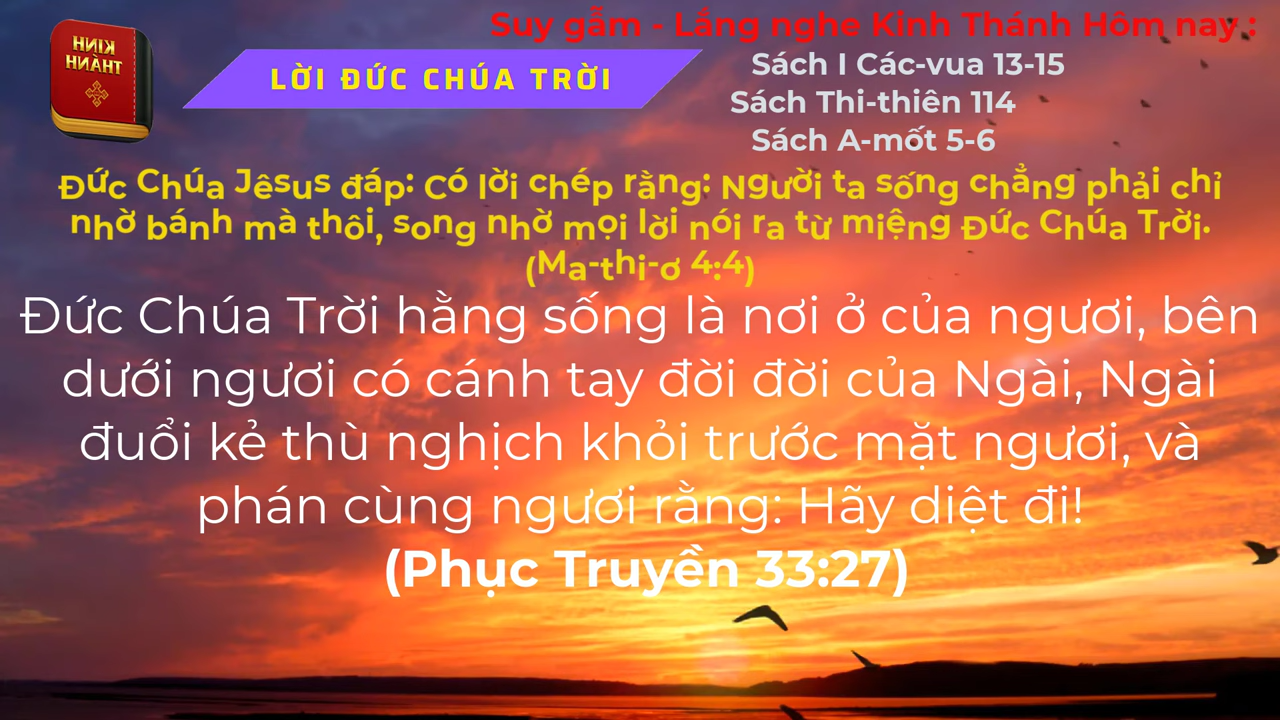 Suy gẫm - Lắng nghe Kinh Thánh Hôm nay :
KINH
THÁNH
LỜI ĐỨC CHÚA TRỜI
Sách I Các-vua 13-15
Sách Thi-thiên 114
Sách A-mốt 5-6
Đức Chúa Jêsus đáp: Có lời chép rằng: Người ta sống chẳng phải chỉ
nhờ bánh mà thôi, song nhờ mọi lời nói ra từ miệng Đức Chúa Trời.
(Ma-thi-ơ 4:4)
Đức Chúa Trời hằng sống là nơi ở của ngươi, bên
dưới ngươi có cánh tay đời đời của Ngài, Ngài
đuổi kẻ thù nghịch khỏi trước mặt ngươi, và
phán cùng ngươi rằng: Hãy diệt đi!
(Phục Truyền 33:27)